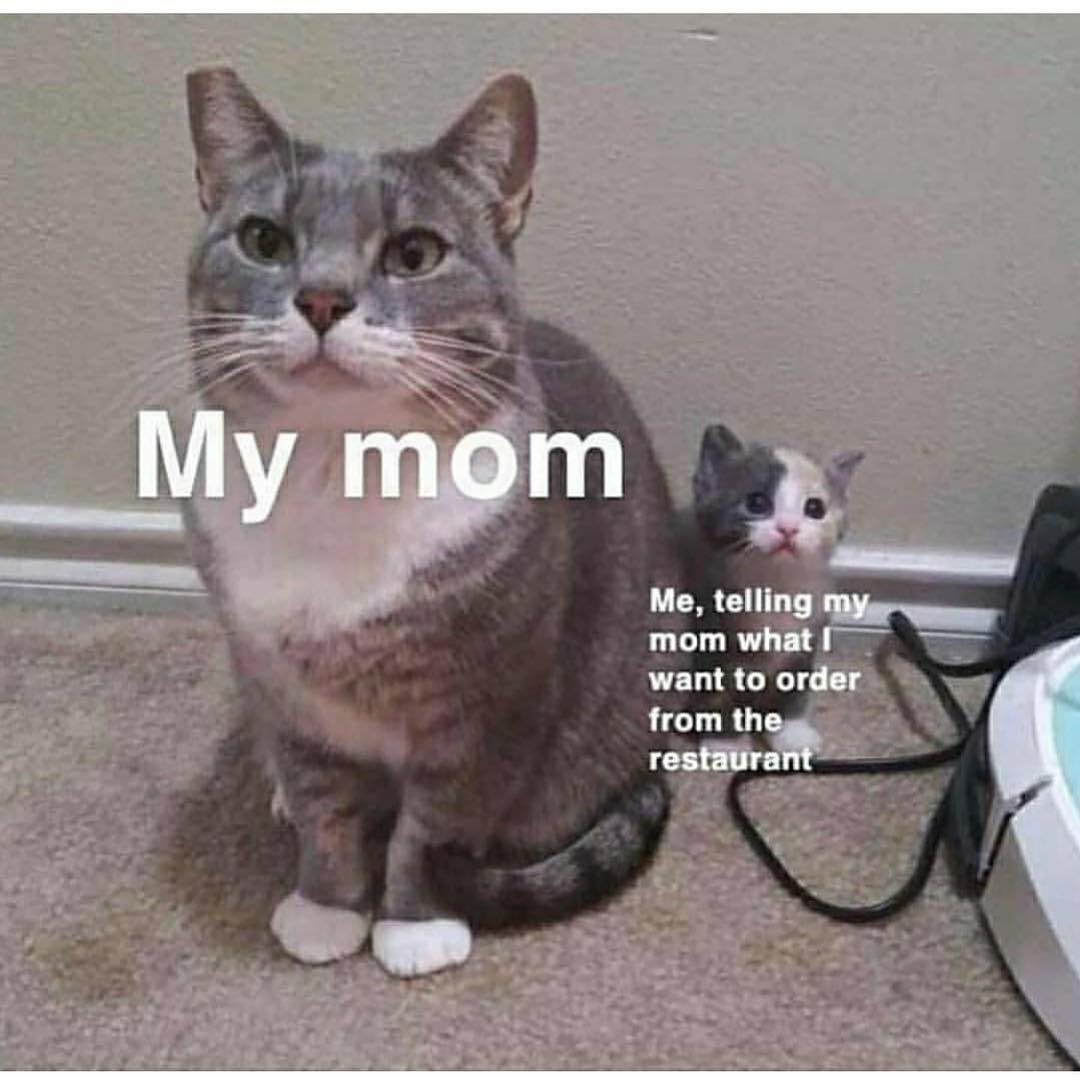 My mom
Me, telling my
mom what I
want to order
from the
restaurant